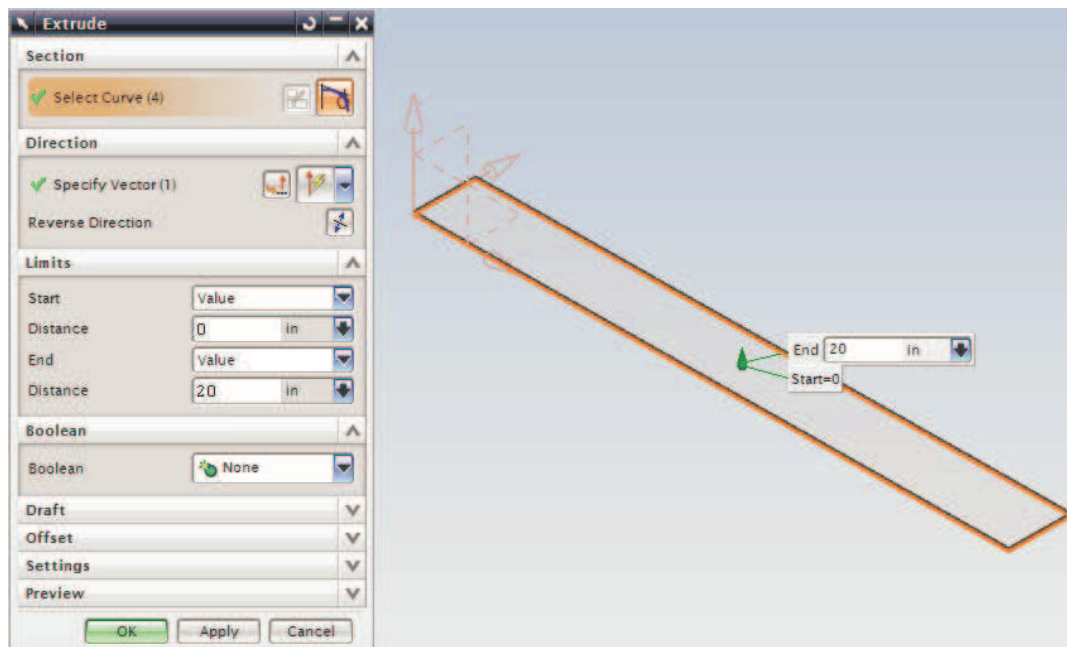 Extrude
Section
Select Curve (4)
Direction
Specify Vector (1)
Reverse Direction
Limits
Start Value
Distance 0 in
End Value
Distance 20 in
Boolean
Boolean None
Draft
Offset
Settings
Preview
OK Apply Cancel
End 20 in
Start=0